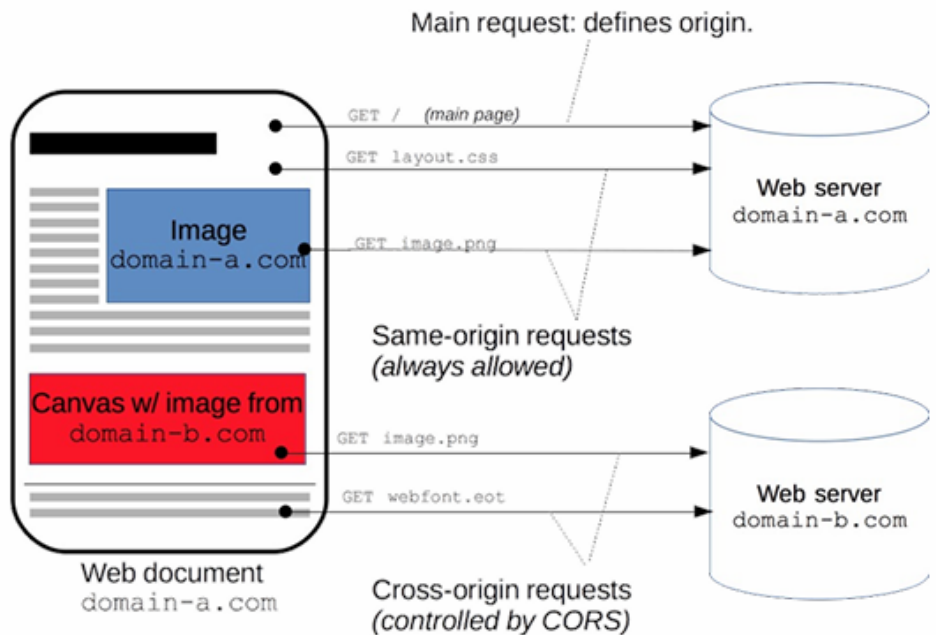 Main request: defines origin.
GET / (main page)
GET layout.css
Web server
domain-a.com
Image
domain-a.com
GET image.png
Same-origin requests
(always allowed)
Canvas w/ image from
domain-b.com
GET image.png
GET webfont.eot
Web server
domain-b.com
Web document
domain-a.com
Cross-origin requests
(controlled by CORS)